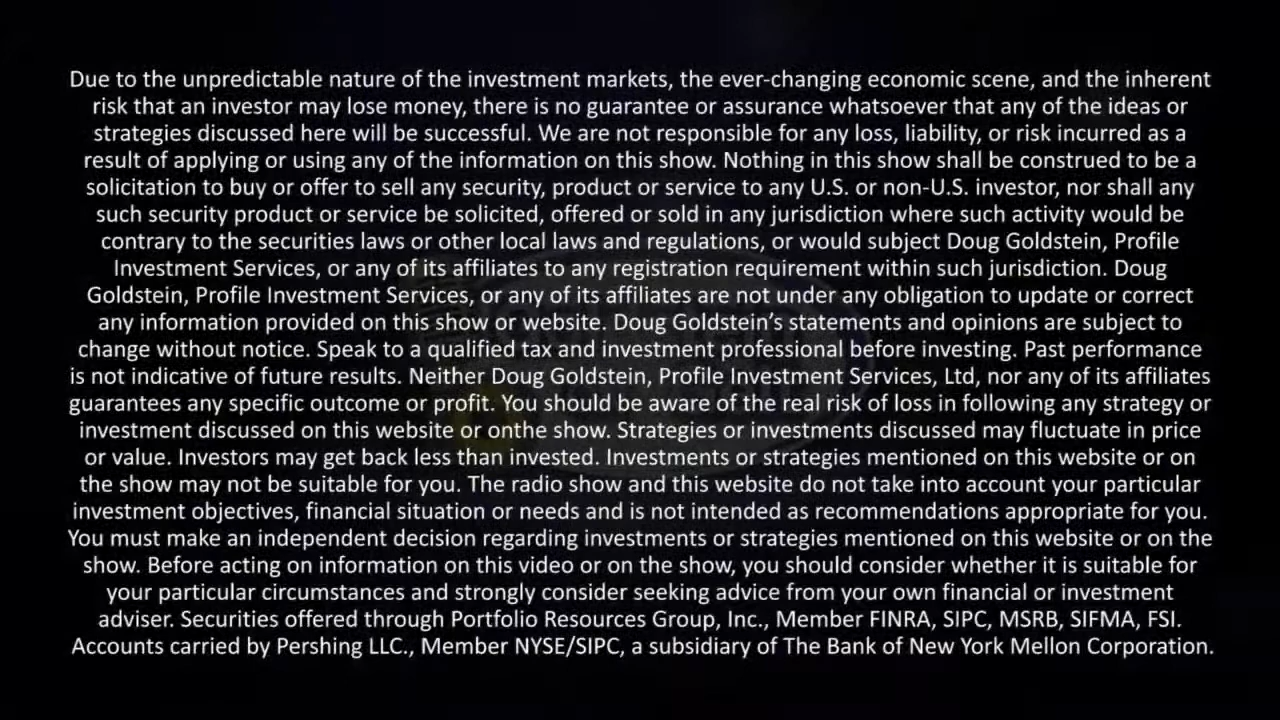 Due to the unpredictable nature of the investment markets, the ever-changing economic scene, and the inherent
risk that an investor may lose money, there is no guarantee or assurance whatsoever that any of the ideas or
strategies discussed here will be successful. We are not responsible for any loss, liability, or risk incurred as a
result of applying or using any of the information on this show. Nothing in this show shall be construed to be a
solicitation to buy or offer to sell any security, product or service to any U.S. or non-U.S. investor, nor shall any
such security product or service be solicited, offered or sold in any jurisdiction where such activity would be
contrary to the securities laws or other local laws and regulations, or would subject Doug Goldstein, Profile
Investment Services, or any of its affiliates to any registration requirement within such jurisdiction. Doug
Goldstein, Profile Investment Services, or any of its affiliates are not under any obligation to update or correct
any information provided on this show or website. Doug Goldstein’s statements and opinions are subject to
change without notice. Speak to a qualified tax and investment professional before investing. Past performance
is not indicative of future results. Neither Doug Goldstein, Profile Investment Services, Ltd, nor any of its affiliates
guarantees any specific outcome or profit. You should be aware of the real risk of loss in following any strategy or
investment discussed on this website or onthe show. Strategies or investments discussed may fluctuate in price
or value. Investors may get back less than invested. Investments or strategies mentioned on this website or on
the show may not be suitable for you. The radio show and this website do not take into account your particular
investment objectives, financial situation or needs and is not intended as recommendations appropriate for you.
You must make an independent decision regarding investments or strategies mentioned on this website or on the
show. Before acting on information on this video or on the show, you should consider whether it is suitable for
your particular circumstances and strongly consider seeking advice from your own financial or investment
adviser. Securities offered through Portfolio Resources Group, Inc., Member FINRA, SIPC, MSRB, SIFMA, FSI.
Accounts carried by Pershing LLC., Member NYSE/SIPC, a subsidiary of The Bank of New York Mellon Corporation.